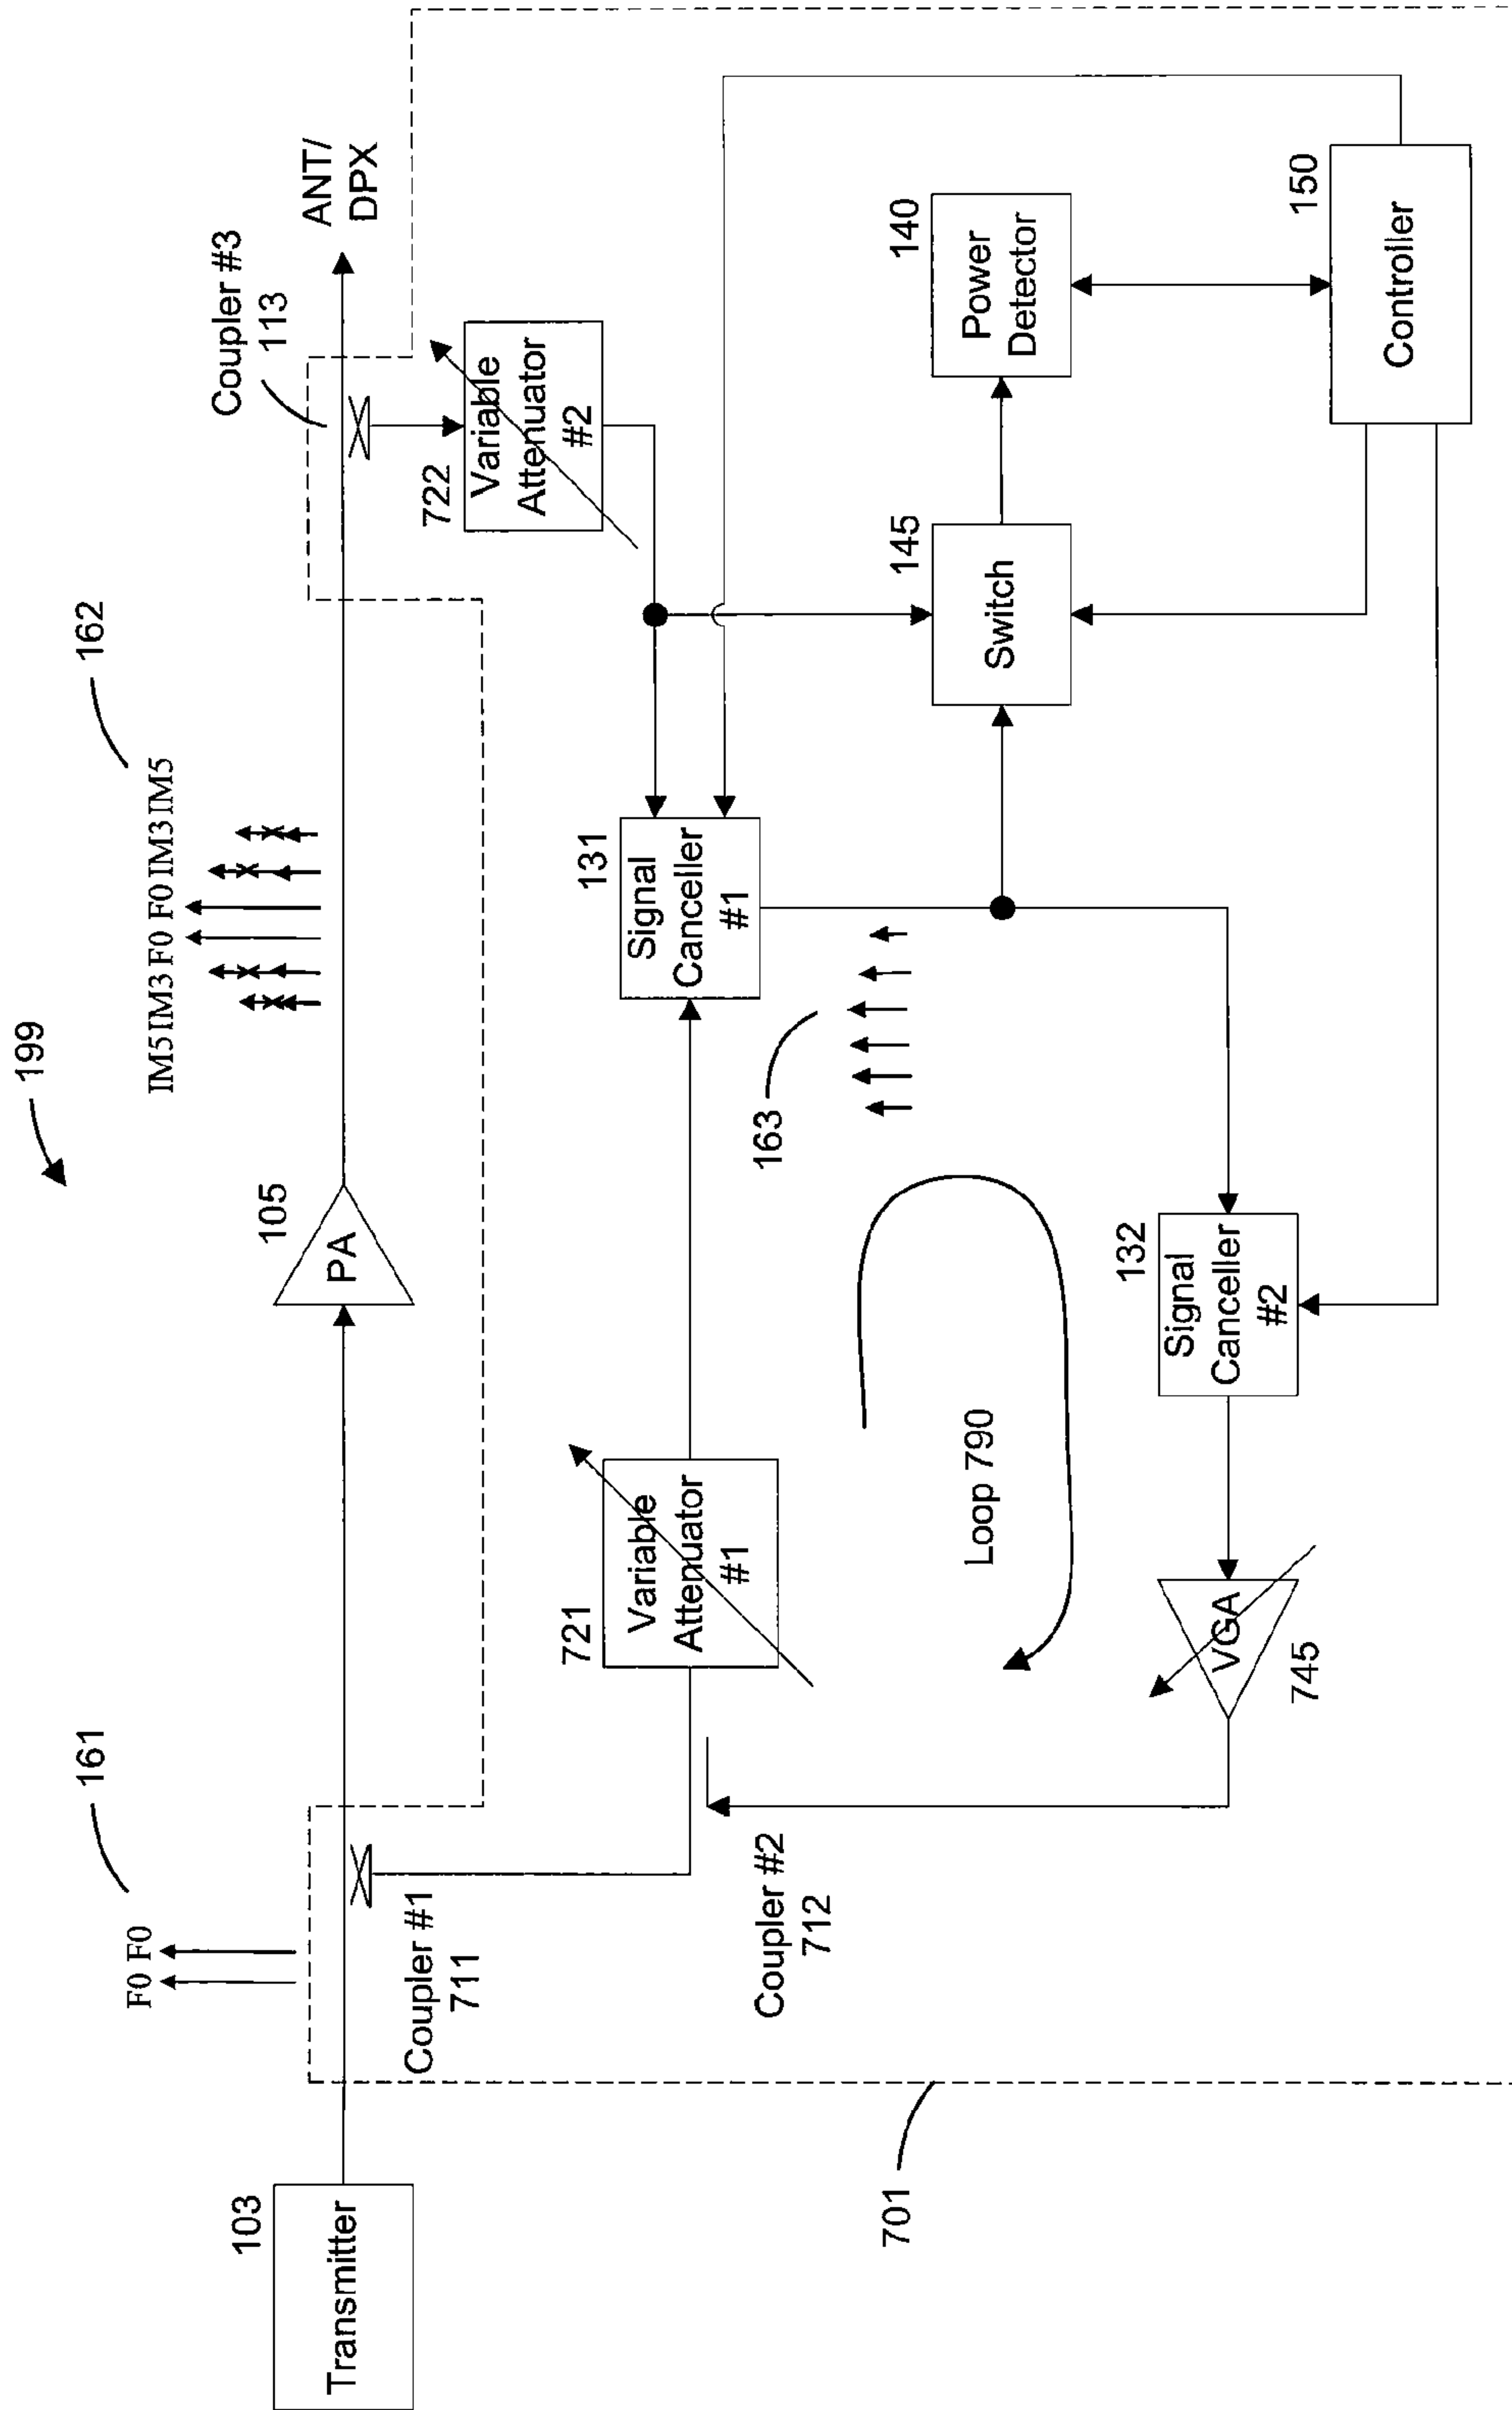 199
161
F0 F0
162
IM5 IM3 F0 F0 IM3 IM5
103
Transmitter
105
PA
Coupler #3
113
ANT/
DPX
Coupler #1
711
722
Variable
Attenuator
#2
721
Variable
Attenuator
#1
131
Signal
Canceller
#1
Coupler #2
712
163
145
Switch
140
Power
Detector
Loop 790
701
132
Signal
Canceller
#2
VGA
745
150
Controller